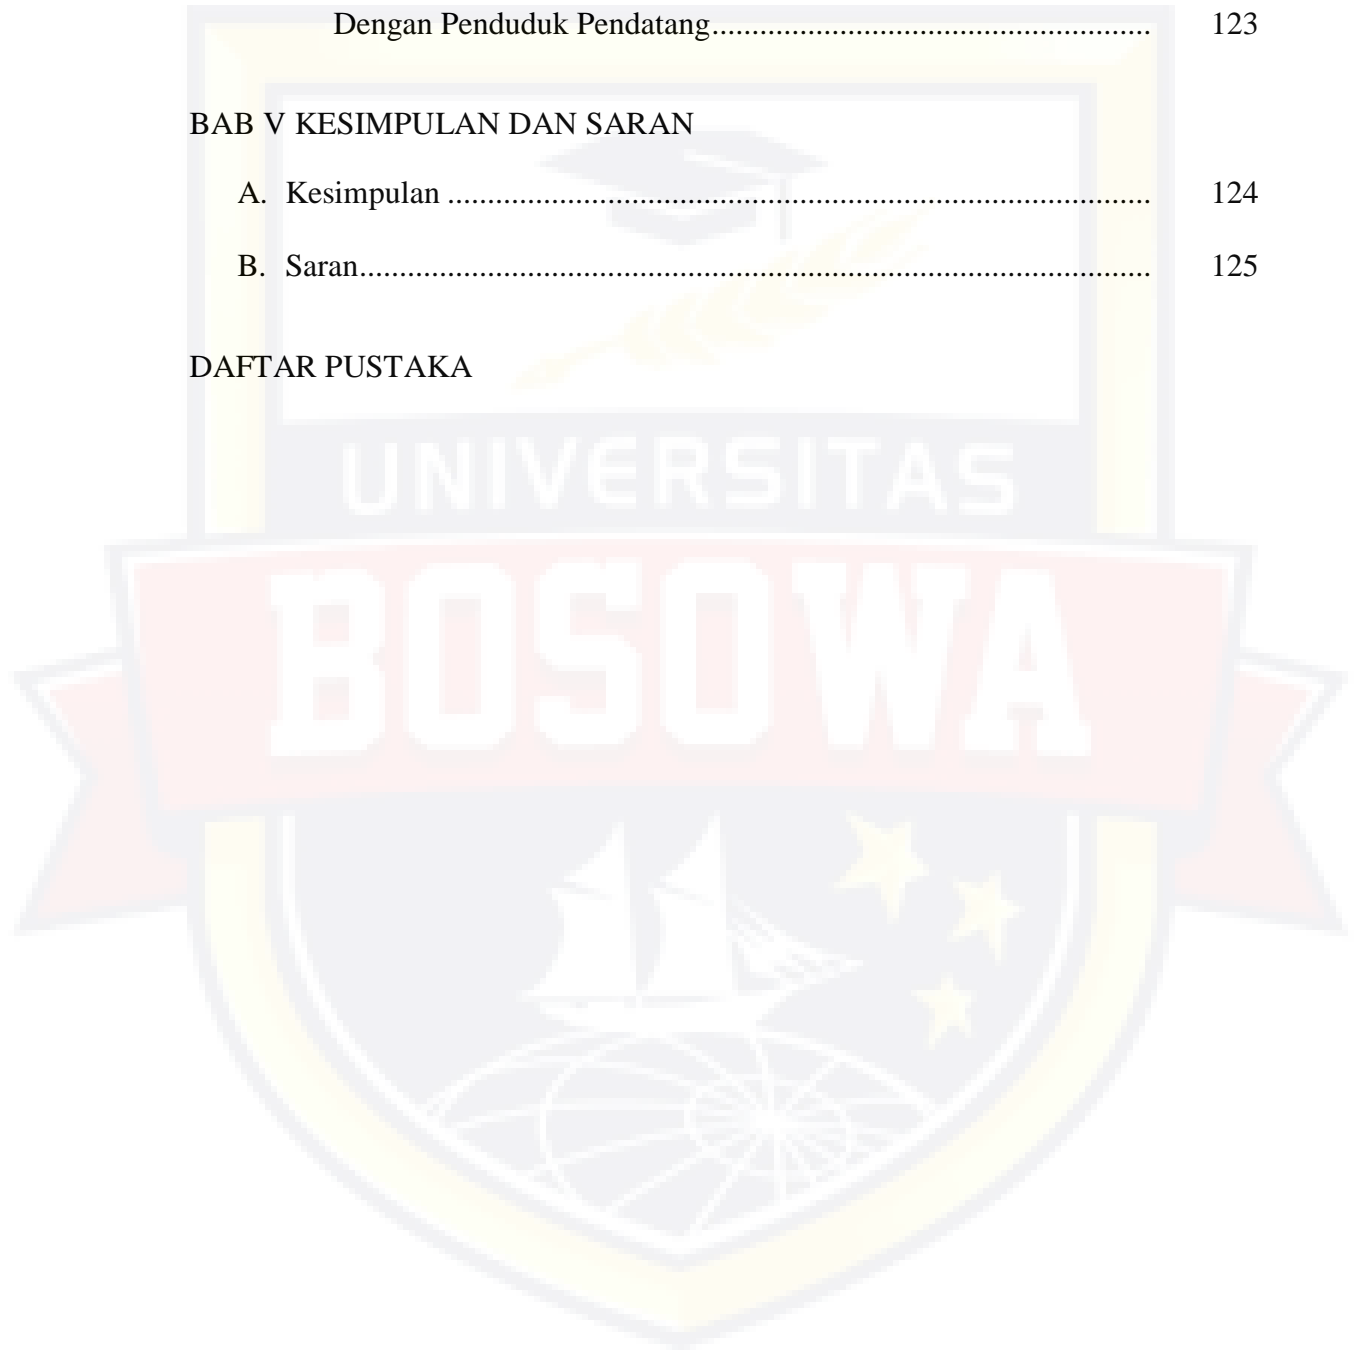 Dengan Penduduk Pendatang....................................................... 123
BAB V KESIMPULAN DAN SARAN
A. Kesimpulan ........................................................................................ 124
B. Saran................................................................................................... 125
DAFTAR PUSTAKA
UNIVERSITAS
BOSOWA